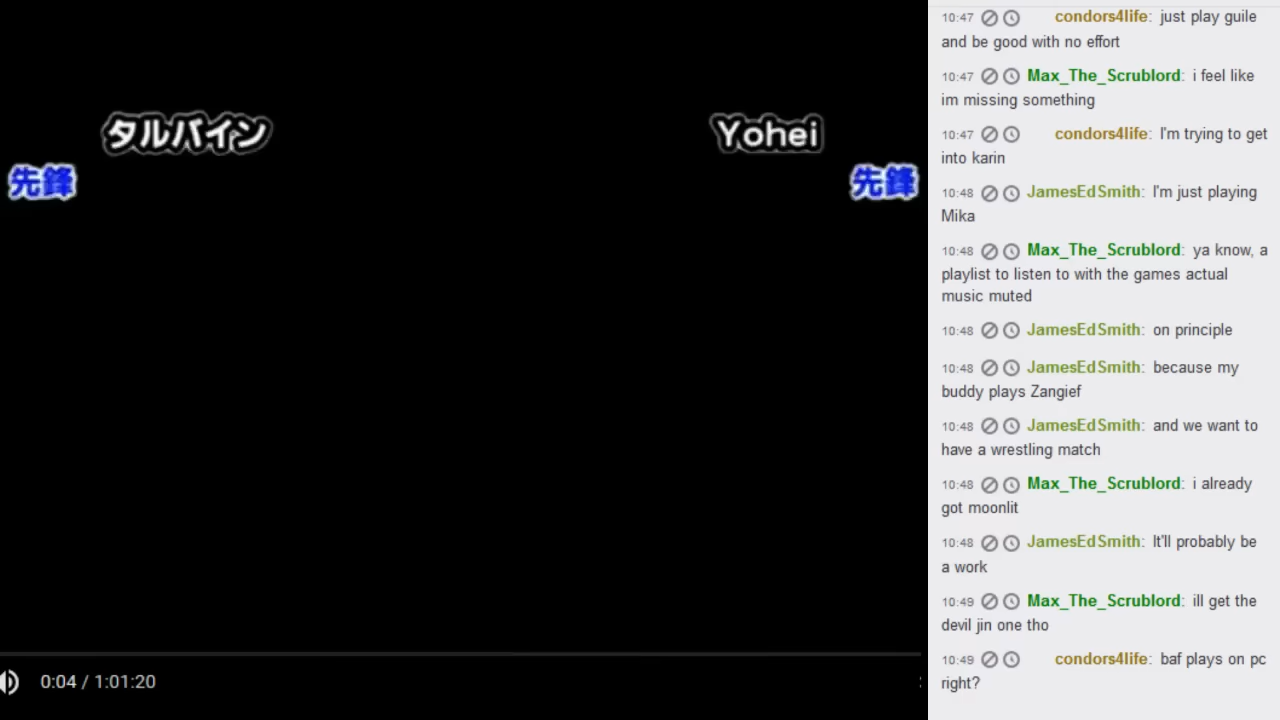 タルバイン
Yohei
先鋒
先鋒
0:04 / 1:01:20
10:47 condors4life: just play guile
and be good with no effort
10:47 Max_The_Scrublord: i feel like
im missing something
10:47 condors4life: I'm trying to get
into karin
10:48 JamesEdSmith: I'm just playing
Mika
10:48 Max_The_Scrublord: ya know, a
playlist to listen to with the games actual
music muted
10:48 JamesEdSmith: on principle
10:48 JamesEdSmith: because my
buddy plays Zangief
10:48 JamesEdSmith: and we want to
have a wrestling match
10:48 Max_The_Scrublord: i already
got moonlit
10:48 JamesEdSmith: It'll probably be
a work
10:49 Max_The_Scrublord: ill get the
devil jin one tho
10:49 condors4life: baf plays on pc
right?